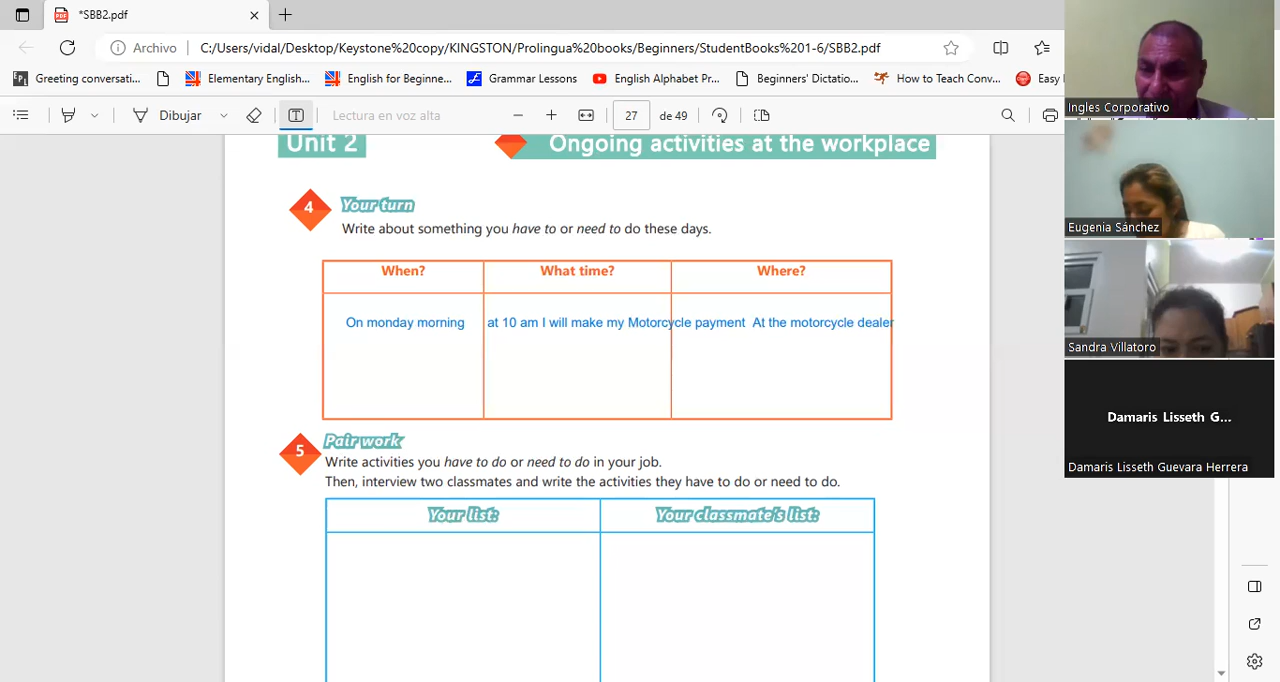 *SBB2.pdf
Archivo
C:/Users/vidal/Desktop/Keystone%20copy/KINGSTON/Prolingua%20books/Beginners/StudentBooks%201-6/SBB2.pdf
Greeting conversati... Elementary English... English for Beginne... Grammar Lessons English Alphabet Pr... Beginners' Dictatio... How to Teach Conv... Easy
Dibujar Lectura en voz alta 27 de 49
Unit 2 Ongoing activities at the workplace
4 Your turn
Write about something you have to or need to do these days.
When? What time? Where?
On monday morning at 10 am I will make my Motorcycle payment At the motorcycle dealer
5 Pair work
Write activities you have to do or need to do in your job.
Then, interview two classmates and write the activities they have to do or need to do.
Your list: Your classmate's list:
Ingles Corporativo
Eugenia Sánchez
Sandra Villatoro
Damaris Lisseth G...
Damaris Lisseth Guevara Herrera